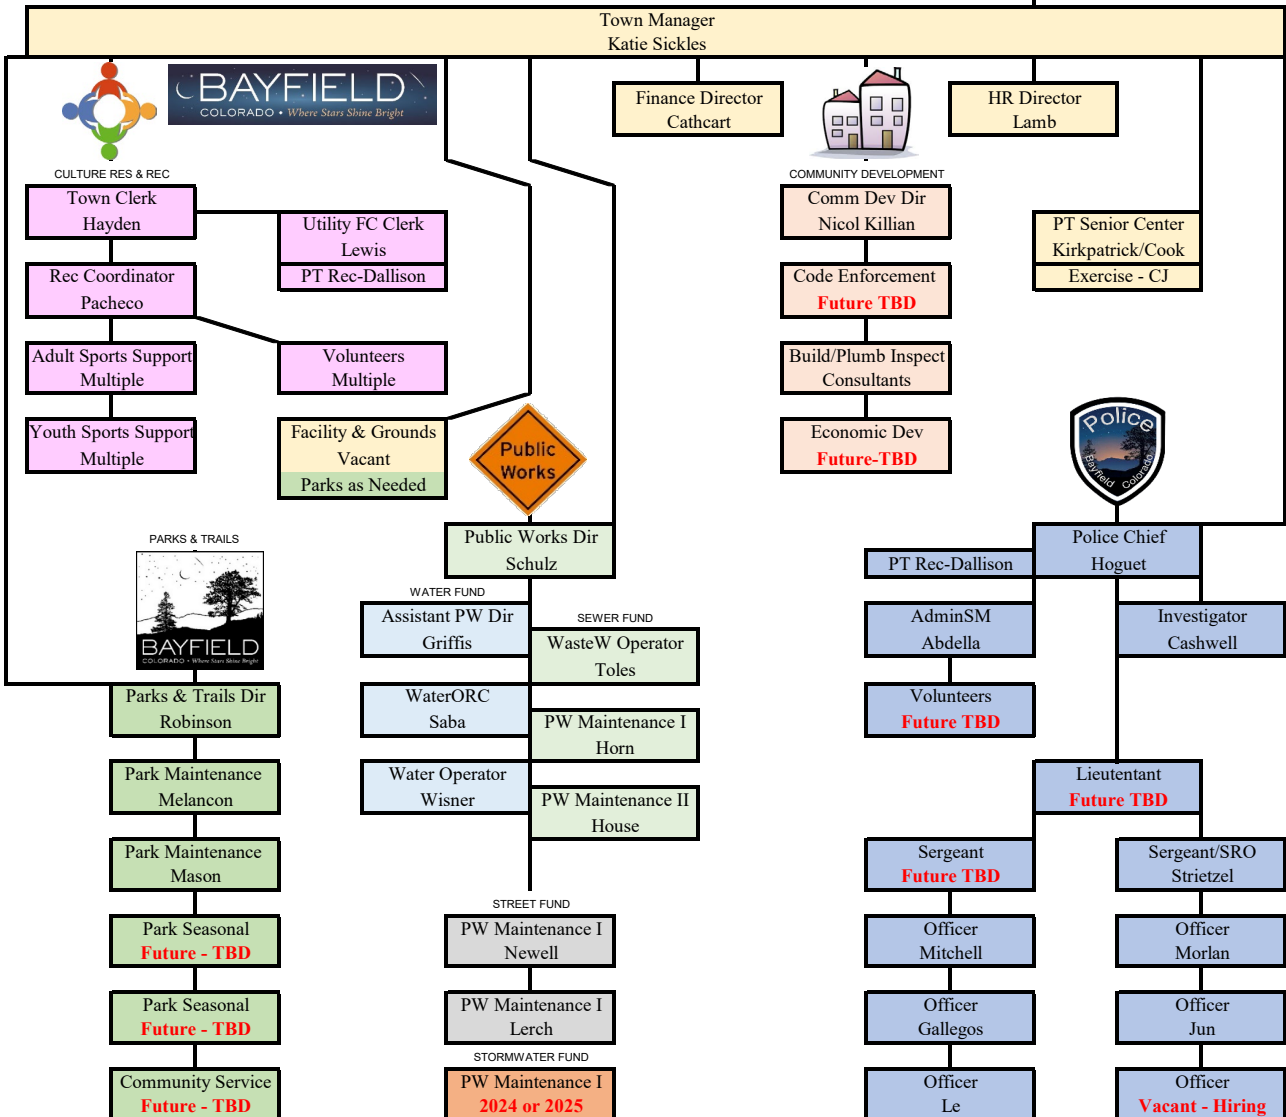 Town Manager
Katie Sickles
BAYFIELD
COLORADO • Where Stars Shine Bright
Finance Director
Cathcart
HR Director
Lamb
CULTURE RES & REC
Town Clerk
Hayden
Utility FC Clerk
Lewis
PT Rec-Dallison
Rec Coordinator
Pacheco
Adult Sports Support
Multiple
Volunteers
Multiple
Youth Sports Support
Multiple
Facility & Grounds
Vacant
Parks as Needed
COMMUNITY DEVELOPMENT
Comm Dev Dir
Nicol Killian
Code Enforcement
Future TBD
Build/Plumb Inspect
Consultants
Economic Dev
Future-TBD
PT Senior Center
Kirkpatrick/Cook
Exercise - CJ
PARKS & TRAILS
BAYFIELD
COLORADO • Where Stars Shine Bright
Parks & Trails Dir
Robinson
Park Maintenance
Melancon
Park Maintenance
Mason
Park Seasonal
Future - TBD
Park Seasonal
Future - TBD
Community Service
Future - TBD
Public
Works
Public Works Dir
Schulz
WATER FUND
Assistant PW Dir
Griffis
WaterORC
Saba
Water Operator
Wisner
SEWER FUND
WasteW Operator
Toles
PW Maintenance I
Horn
PW Maintenance II
House
STREET FUND
PW Maintenance I
Newell
PW Maintenance I
Lerch
STORMWATER FUND
PW Maintenance I
2024 or 2025
Police
Bayfield Colorado
Police Chief
Hoguet
PT Rec-Dallison
AdminSM
Abdella
Investigator
Cashwell
Volunteers
Future TBD
Lieutentant
Future TBD
Sergeant
Future TBD
Officer
Mitchell
Officer
Gallegos
Officer
Le
Sergeant/SRO
Strietzel
Officer
Morlan
Officer
Jun
Officer
Vacant - Hiring